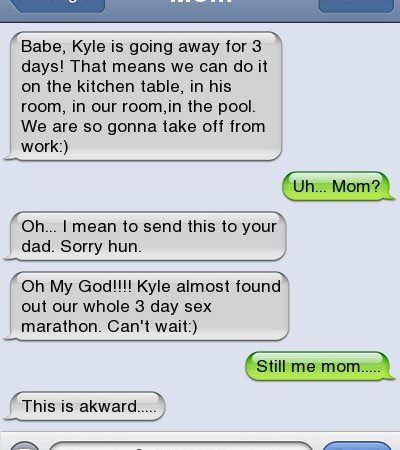 Babe, Kyle is going away for 3
days! That means we can do it
on the kitchen table, in his
room, in our room,in the pool.
We are so gonna take off from
work:)
Uh... Mom?
Oh... I mean to send this to your
dad. Sorry hun.
Oh My God!!!! Kyle almost found
out our whole 3 day sex
marathon. Can't wait:)
Still me mom.....
This is akward.....